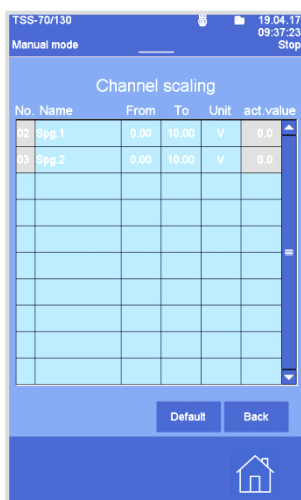 TSS-70/130 19.04.17
09:37:23
Manual mode Stop
Channel scaling
No. Name From To Unit act.value
02 Spg.1 0.00 10.00 V 0.0
03 Spg.2 0.00 10.00 V 0.0
Default Back